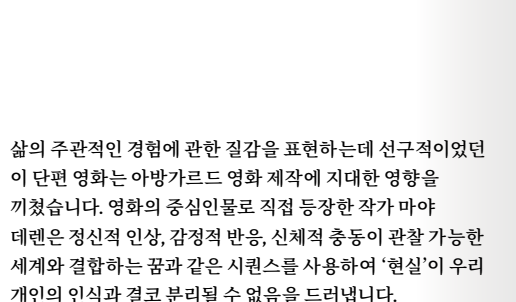 삶의 주관적인 경험에 관한 질감을 표현하는데 선구적이었던
이 단편 영화는 아방가르드 영화 제작에 지대한 영향을
끼쳤습니다. 영화의 중심인물로 직접 등장한 작가 마야
데렌은 정신적 인상, 감정적 반응, 신체적 충동이 관찰 가능한
세계와 결합하는 꿈과 같은 시퀀스를 사용하여 ‘현실’이 우리
개인의 인식과 결코 분리될 수 없음을 드러냅니다.